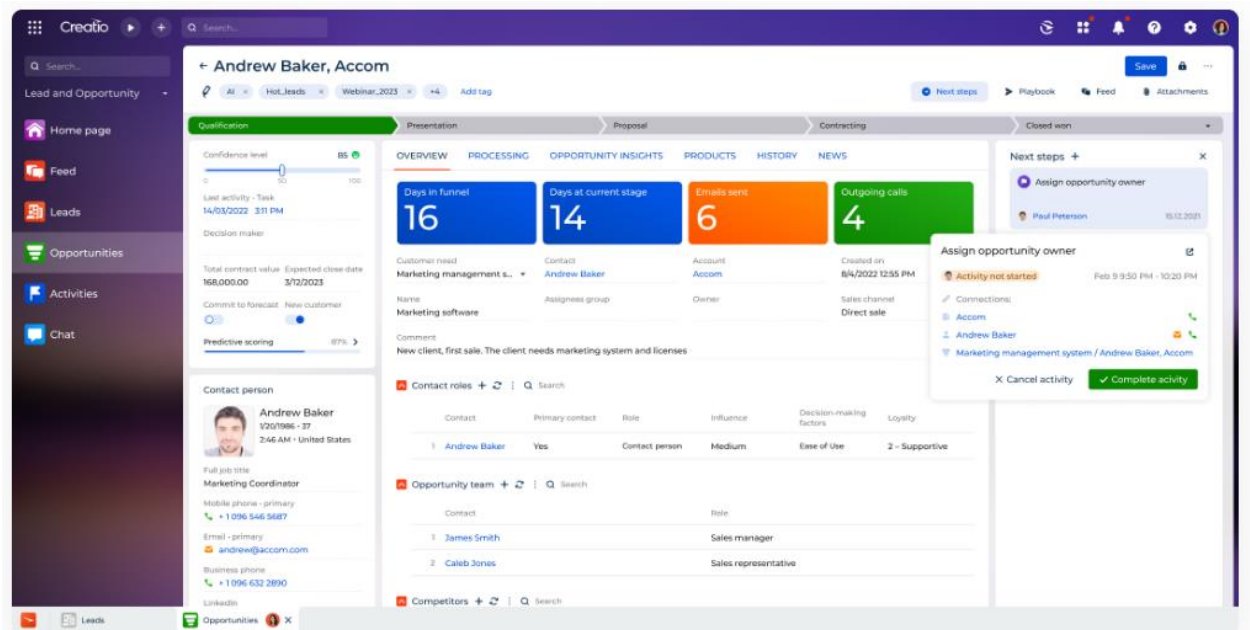 Creatio
Search...
Search...
Lead and Opportunity
Home page
Feed
Leads
Opportunities
Activities
Chat
Andrew Baker, Accom
Save
AI × Hot_leads × Webinar_2023 × +4 Add tag
Next steps Playbook Feed Attachments
Qualification Presentation Proposal Contracting Closed won
Confidence level 85
0 50 100
Last activity - Task
14/03/2022 3:11 PM
Decision maker
Total contract value Expected close date
168,000.00 3/12/2023
Commit to forecast New customer
Predictive scoring 87%
Contact person
Andrew Baker
1/20/1986 - 37
2:46 AM • United States
Full job title
Marketing Coordinator
Mobile phone - primary
+ 1 096 546 5687
Email - primary
andrew@accom.com
Business phone
+ 1 096 632 2890
LinkedIn
OVERVIEW PROCESSING OPPORTUNITY INSIGHTS PRODUCTS HISTORY NEWS
Days in funnel Days at current stage Emails sent Outgoing calls
16 14 6 4
Customer need Contact Account Created on
Marketing management s... Andrew Baker Accom 8/4/2022 12:55 PM
Name Assigness group Owner Sales channel
Marketing software Direct sale
Comment
New client, first sale. The client needs marketing system and licenses
Contact roles + Search
Contact Primary contact Role Influence Decision-making factors Loyality
1 Andrew Baker Yes Contact person Medium Ease of Use 2 – Supportive
Opportunity team + Search
Contact Role
1 James Smith Sales manager
2 Caleb Jones Sales representative
Competitors + Search
Next steps + ×
Assign opportunity owner
Paul Peterson 15.12.2021
Assign opportunity owner
Activity not started Feb 9 9:50 PM - 10:20 PM
Connections:
Accom
Andrew Baker
Marketing management system / Andrew Baker, Accom
× Cancel activity Complete acivity
Leads Opportunities ×